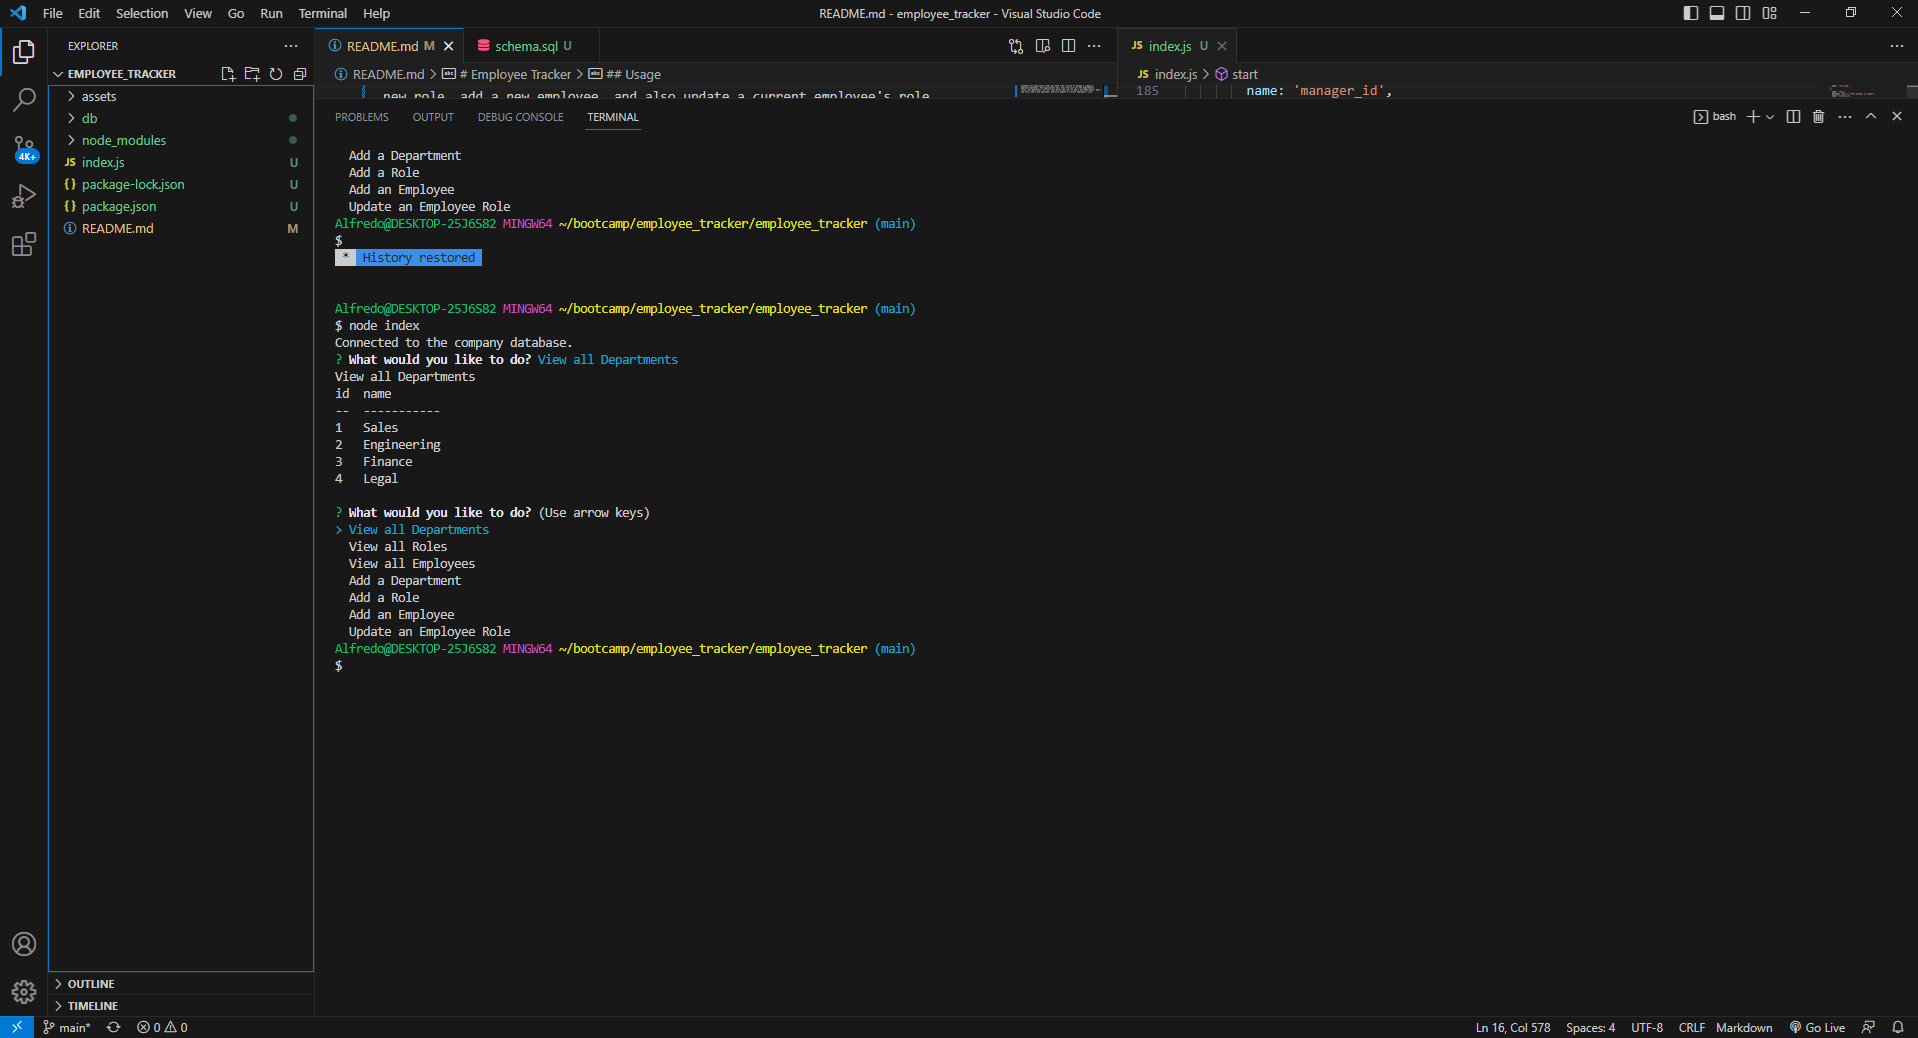 File Edit Selection View Go Run Terminal Help
README.md - employee_tracker - Visual Studio Code
EXPLORER
README.md M
schema.sql U
index.js U
EMPLOYEE_TRACKER
README.md > # Employee Tracker > ## Usage
index.js > start
assets
db
node_modules
index.js U
package-lock.json U
package.json U
README.md M
new role, add a new employee, and also update a current employee's role
185 name: 'manager_id',
PROBLEMS OUTPUT DEBUG CONSOLE TERMINAL
bash
Add a Department
Add a Role
Add an Employee
Update an Employee Role
Alfredo@DESKTOP-25J6S82 MINGW64 ~/bootcamp/employee_tracker/employee_tracker (main)
$
* History restored
Alfredo@DESKTOP-25J6S82 MINGW64 ~/bootcamp/employee_tracker/employee_tracker (main)
$ node index
Connected to the company database.
? What would you like to do? View all Departments
View all Departments
id name
-- -----------
1 Sales
2 Engineering
3 Finance
4 Legal
? What would you like to do? (Use arrow keys)
> View all Departments
View all Roles
View all Employees
Add a Department
Add a Role
Add an Employee
Update an Employee Role
Alfredo@DESKTOP-25J6S82 MINGW64 ~/bootcamp/employee_tracker/employee_tracker (main)
$
4K+
OUTLINE
TIMELINE
main* 0 0
Ln 16, Col 578 Spaces: 4 UTF-8 CRLF Markdown Go Live